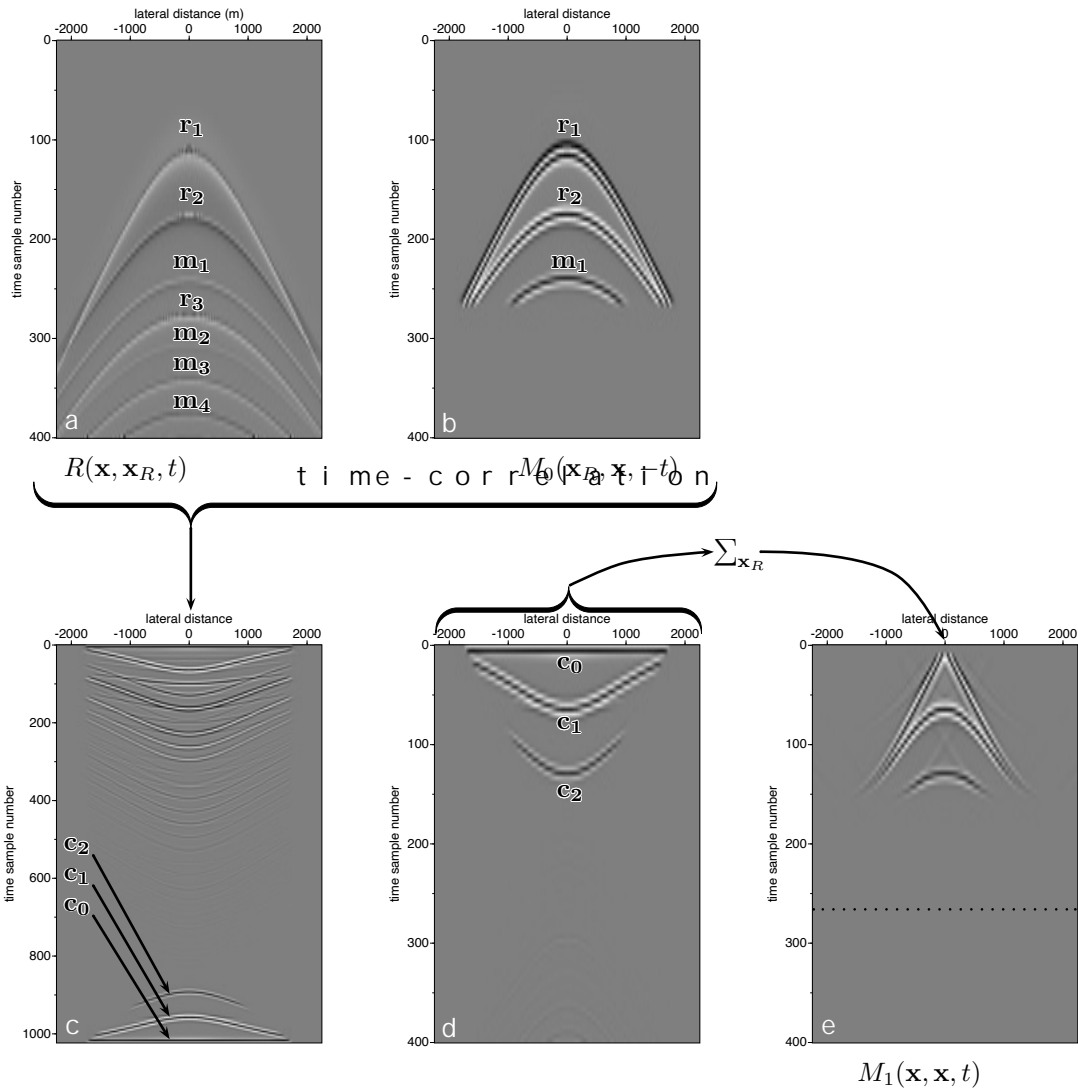 lateral distance (m)
-2000 -1000 0 1000 2000
0
100
200
300
400
time sample number
r1
r2
m1
r3
m2
m3
m4
a
R(x, xR, t)
lateral distance
-2000 -1000 0 1000 2000
0
100
200
300
400
time sample number
r1
r2
m1
b
M0(xR, x, −t)
time-correlation
∑xR
lateral distance
-2000 -1000 0 1000 2000
0
200
400
600
800
1000
time sample number
c2
c1
c0
c
lateral distance
-2000 -1000 0 1000 2000
0
100
200
300
400
time sample number
c0
c1
c2
d
lateral distance
-2000 -1000 0 1000 2000
0
100
200
300
400
time sample number
e
M1(x, x, t)